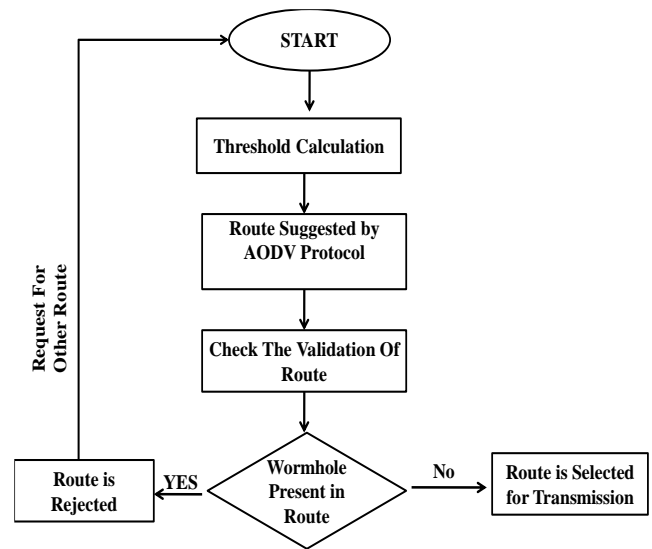 START
Threshold Calculation
Route Suggested by
AODV Protocol
Request For
Other Route
Check The Validation Of
Route
Wormhole
Present in
Route
YES
No
Route is
Rejected
Route is Selected
for Transmission